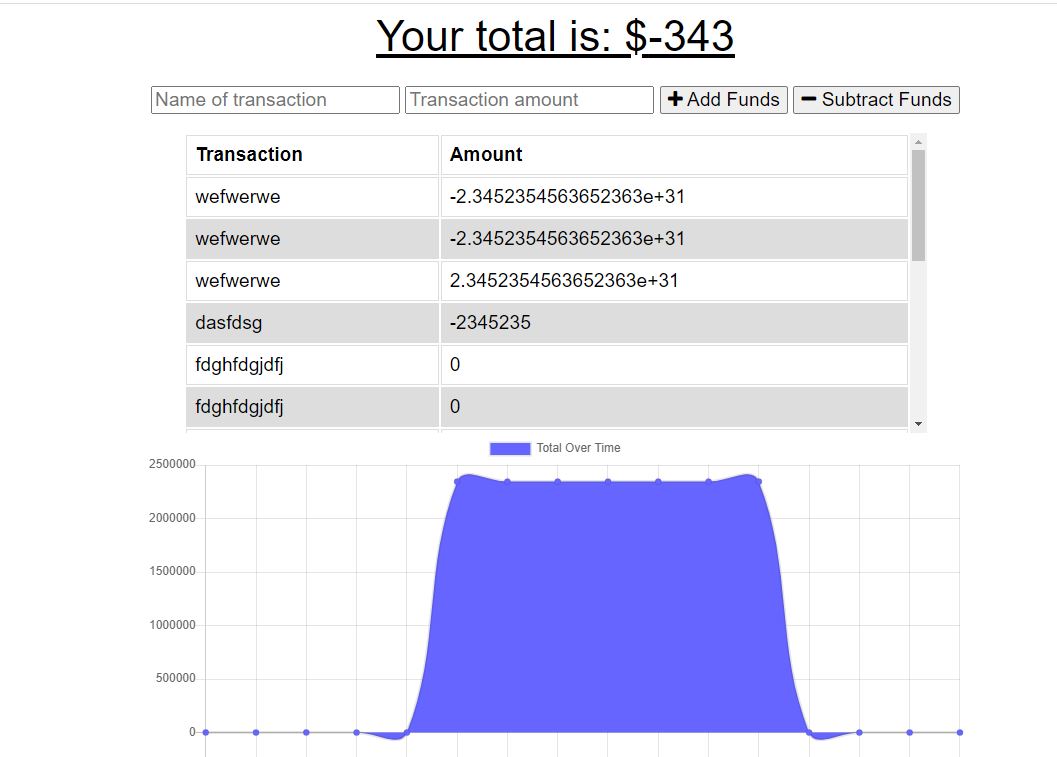 Your total is: $-343
Name of transaction Transaction amount Add Funds Subtract Funds
Transaction Amount
wefwerwe -2.3452354563652363e+31
wefwerwe -2.3452354563652363e+31
wefwerwe 2.3452354563652363e+31
dasfdsg -2345235
fdghfdgjdfj 0
fdghfdgjdfj 0
Total Over Time
2500000
2000000
1500000
1000000
500000
0